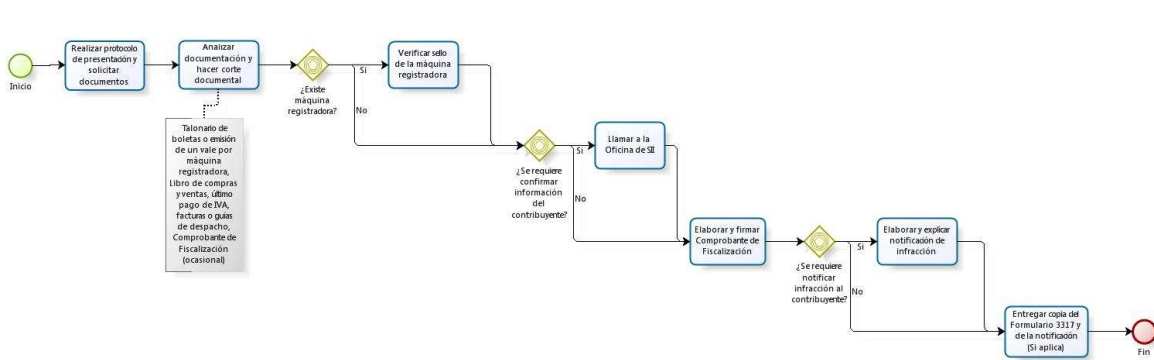 Inicio
Realizar protocolo
de presentación y
solicitar
documentos
Analizar
documentación y
hacer corte
documental
Talonario de
boletas o emisión
de un vale por
máquina
registradora,
Libro de compras
y ventas, último
pago de IVA,
facturas o guías
de despacho,
Comprobante de
Fiscalización
(ocasional)
¿Existe
máquina
registradora?
Si
No
Verificar sello
de la màquina
registradora
¿Se requiere
confirmar
información
del
contribuyente?
Si
No
Llamar a la
Oficina de SII
Elaborar y firmar
Comprobante de
Fiscalización
¿Se requiere
notificar
infracción al
contribuyente?
Si
No
Elaborar y explicar
notificación de
infracción
Entregar copia del
Formulario 3317 y
de la notificación
(Si aplica)
Fin